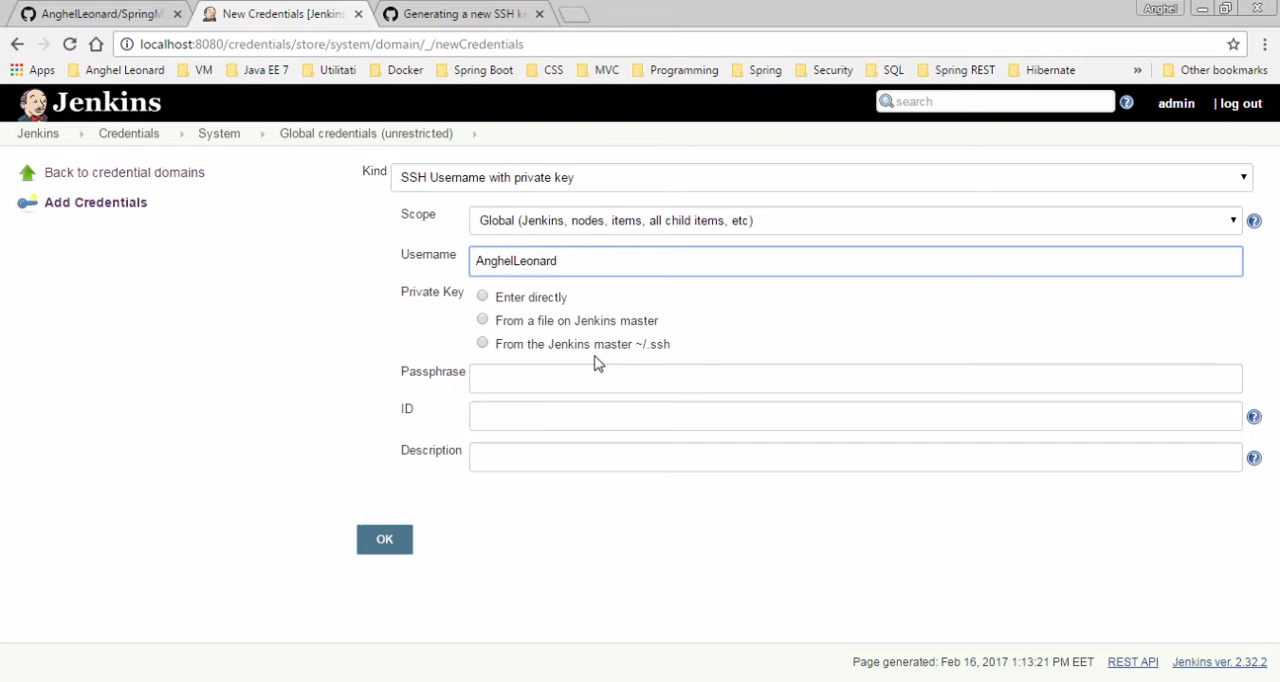 AnghelLeonard/SpringM
New Credentials [Jenkins
Generating a new SSH ke
Anghel
localhost:8080/credentials/store/system/domain/_/newCredentials
Apps Anghel Leonard VM Java EE 7 Utilitati Docker Spring Boot CSS MVC Programming Spring Security SQL Spring REST Hibernate » Other bookmarks
Jenkins
search
admin | log out
Jenkins Credentials System Global credentials (unrestricted)
Back to credential domains
Add Credentials
Kind SSH Username with private key
Scope Global (Jenkins, nodes, items, all child items, etc)
Username AnghelLeonard
Private Key Enter directly
From a file on Jenkins master
From the Jenkins master ~/.ssh
Passphrase
ID
Description
OK
Page generated: Feb 16, 2017 1:13:21 PM EET REST API Jenkins ver. 2.32.2